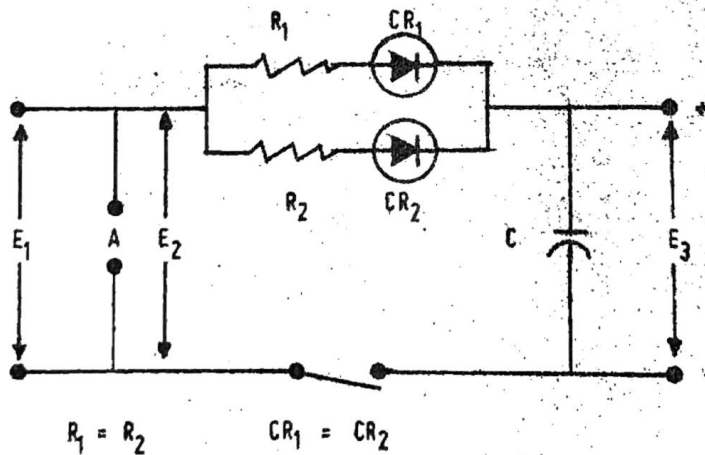 R₁ CR₁
+
R₂ CR₂
E₁ A E₂ C E₃
R₁ = R₂ CR₁ = CR₂